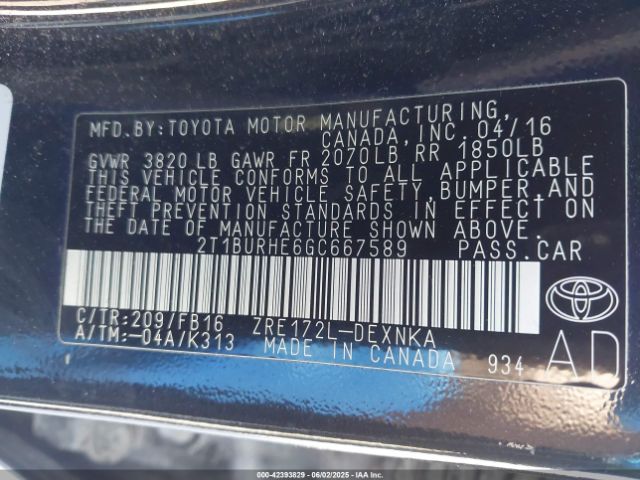 MFD.BY:TOYOTA MOTOR MANUFACTURING,
CANADA, INC. 04/16
GVWR 3820 LB GAWR FR 2070LB RR 1850LB
THIS VEHICLE CONFORMS TO ALL APPLICABLE
FEDERAL MOTOR VEHICLE SAFETY, BUMPER, AND
THEFT PREVENTION STANDARDS IN EFFECT ON
THE DATE OF MANUFACTURE SHOWN ABOVE.
2T1BURHE6GC667589 PASS.CAR
C/TR:209/FB16 ZRE172L-DEXNKA
A/TM:-04A/K313 MADE IN CANADA 934
AD
00-42393829 - 06/02/2025 - IAAI - COPART